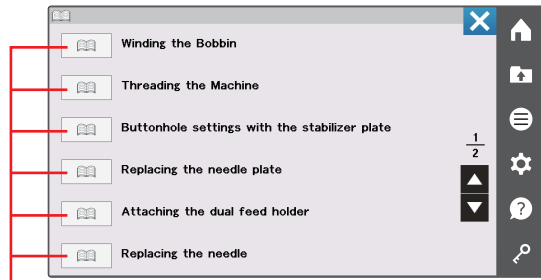 Winding the Bobbin
Threading the Machine
Buttonhole settings with the stabilizer plate
1
2
Replacing the needle plate
Attaching the dual feed holder
?
Replacing the needle